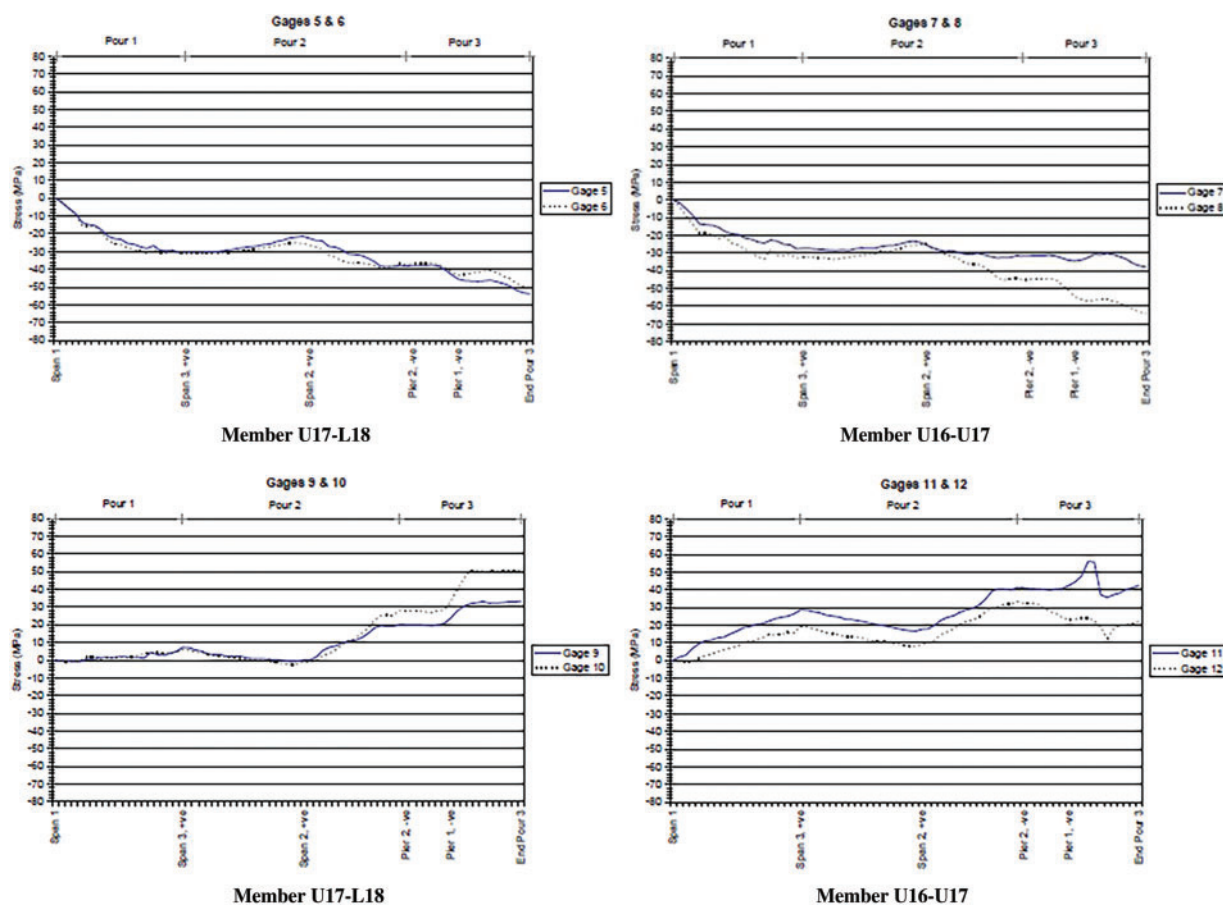 Gages 5 & 6
Pour 1 Pour 2 Pour 3
80
70
60
50
40
30
20
10
0
-10
-20
-30
-40
-50
-60
-70
-80
Stress (MPa)
Span 1
Span 3, +ve
Span 2, +ve
Pier 2, -ve
Pier 1, -ve
End Pour 3
Gage 5
Gage 6
Member U17-L18
Gages 7 & 8
Pour 1 Pour 2 Pour 3
80
70
60
50
40
30
20
10
0
-10
-20
-30
-40
-50
-60
-70
-80
Stress (MPa)
Span 1
Span 3, +ve
Span 2, +ve
Pier 2, -ve
Pier 1, -ve
End Pour 3
Gage 7
Gage 8
Member U16-U17
Gages 9 & 10
Pour 1 Pour 2 Pour 3
80
70
60
50
40
30
20
10
0
-10
-20
-30
-40
-50
-60
-70
-80
Stress (MPa)
Span 1
Span 3, +ve
Span 2, +ve
Pier 2, -ve
Pier 1, -ve
End Pour 3
Gage 9
Gage 10
Member U17-L18
Gages 11 & 12
Pour 1 Pour 2 Pour 3
80
70
60
50
40
30
20
10
0
-10
-20
-30
-40
-50
-60
-70
-80
Stress (MPa)
Span 1
Span 3, +ve
Span 2, +ve
Pier 2, -ve
Pier 1, -ve
End Pour 3
Gage 11
Gage 12
Member U16-U17